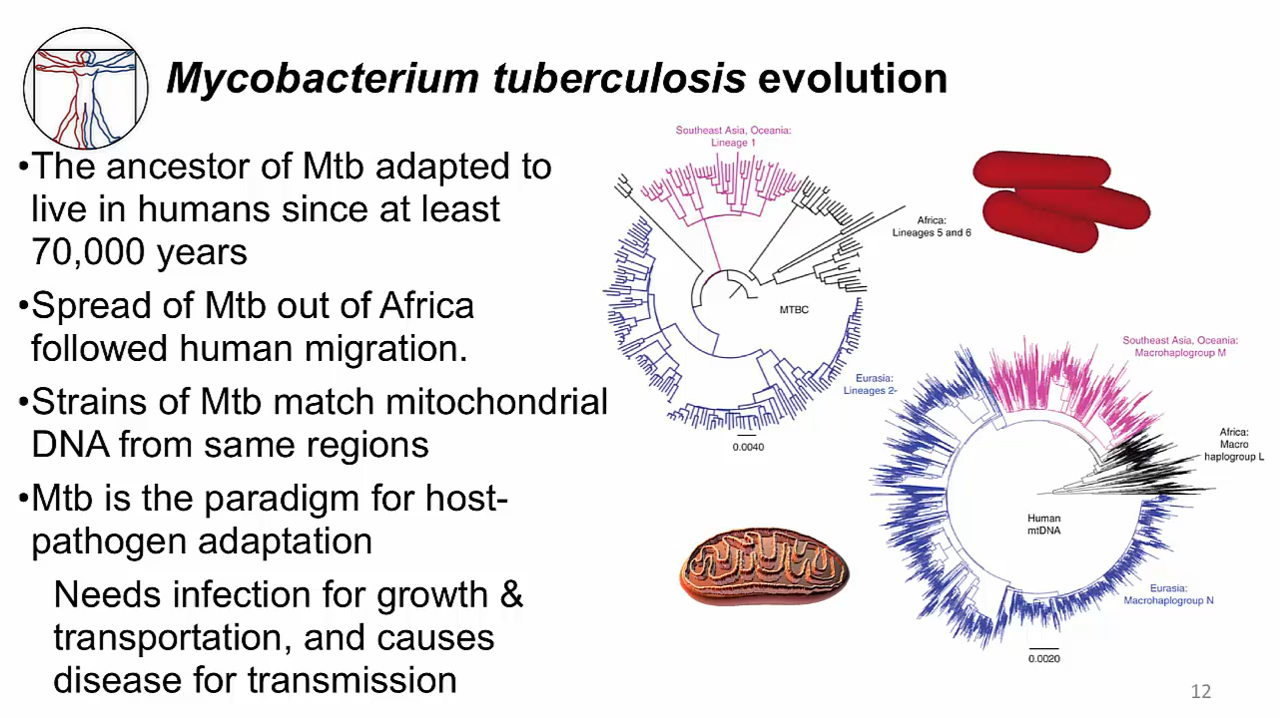 Mycobacterium tuberculosis evolution
•The ancestor of Mtb adapted to
live in humans since at least
70,000 years
•Spread of Mtb out of Africa
followed human migration.
•Strains of Mtb match mitochondrial
DNA from same regions
•Mtb is the paradigm for host-
pathogen adaptation
Needs infection for growth &
transportation, and causes
disease for transmission
Southeast Asia, Oceania:
Lineage 1
Africa:
Lineages 5 and 6
MTBC
Eurasia:
Lineages 2-
0.0040
Southeast Asia, Oceania:
Macrohaplogroup M
Africa:
Macro
haplogroup L
Human
mtDNA
Eurasia:
Macrohaplogroup N
0.0020
12